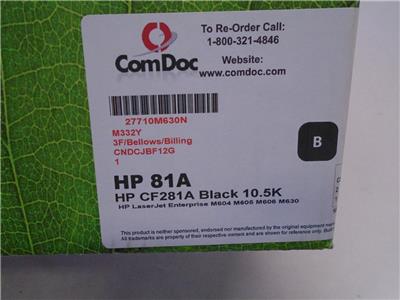 ComDoc
To Re-Order Call:
1-800-321-4846
Website:
www.comdoc.com
27710M630N
M332Y
3F/Bellows/Billing
CNDCJBF12G
1
B
HP 81A
HP CF281A Black 10.5K
HP LaserJet Enterprise M604 M605 M606 M630
This product is neither sponsored, endorsed nor manufactured by the original equipment
All trademarks are property of their respective owners and are for descriptive